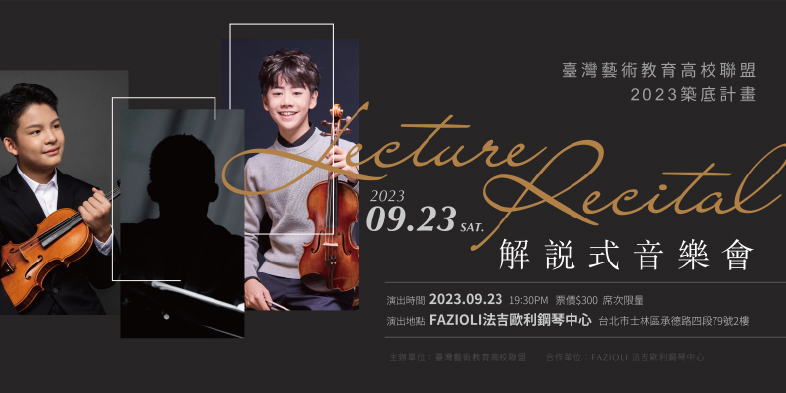 臺灣藝術教育高校聯盟
2023築底計畫
Lecture
Recital
2023
09.23 SAT.
解説式音樂會
演出時間 2023.09.23 19:30PM 票價$300 席次限量
演出地點 FAZIOLI法吉歐利鋼琴中心 台北市士林區承德路四段79號2樓
主辦單位：臺灣藝術教育高校聯盟 合作單位：FAZIOLI 法吉歐利鋼琴中心